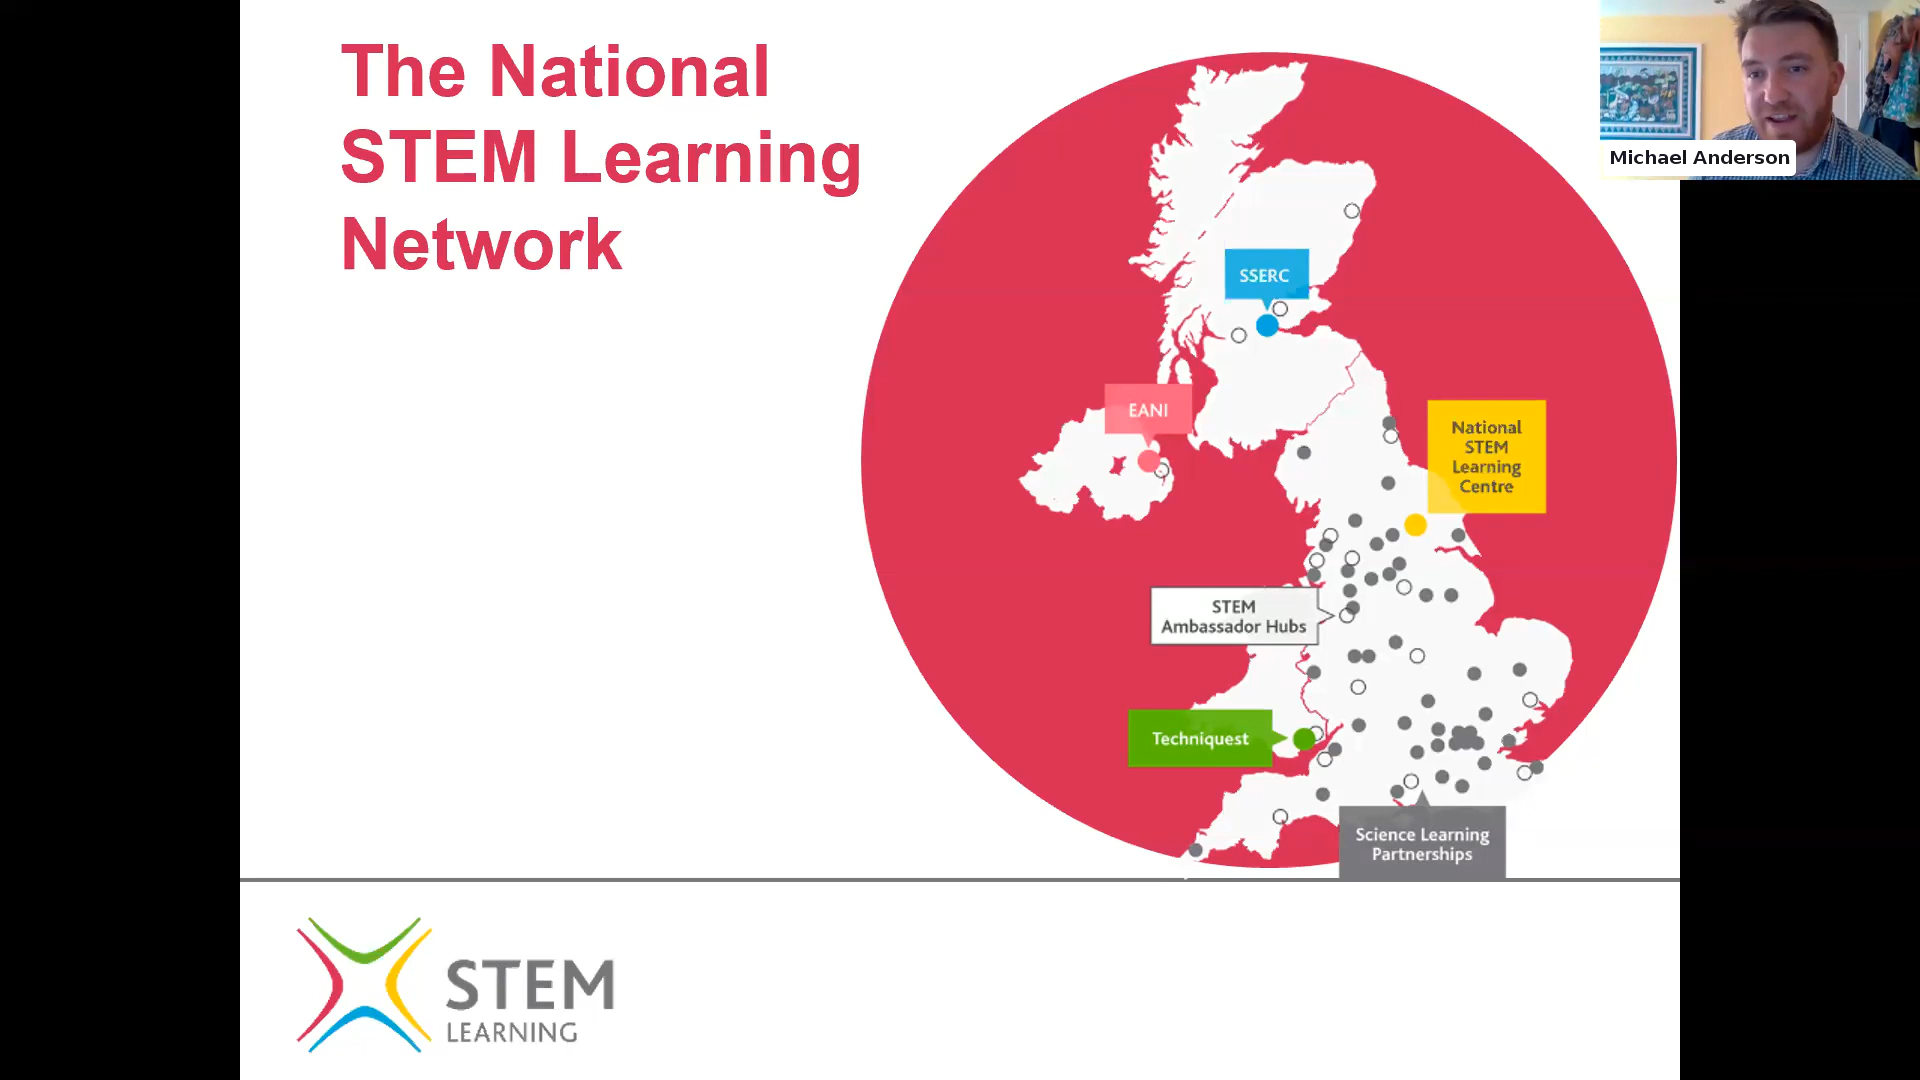 The National
STEM Learning
Network
Michael Anderson
SSERC
EANI
National
STEM
Learning
Centre
STEM
Ambassador Hubs
Techniquest
Science Learning
Partnerships
STEM
LEARNING